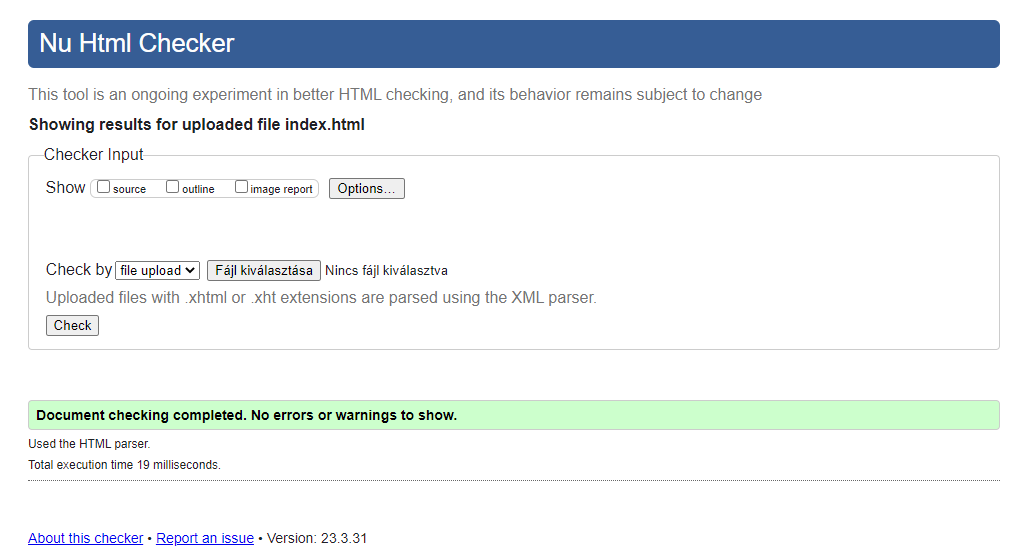 Nu Html Checker
This tool is an ongoing experiment in better HTML checking, and its behavior remains subject to change
Showing results for uploaded file index.html
Checker Input
Show source outline image report Options...
Check by file upload Fájl kiválasztása Nincs fájl kiválasztva
Uploaded files with .xhtml or .xht extensions are parsed using the XML parser.
Check
Document checking completed. No errors or warnings to show.
Used the HTML parser.
Total execution time 19 milliseconds.
About this checker • Report an issue • Version: 23.3.31